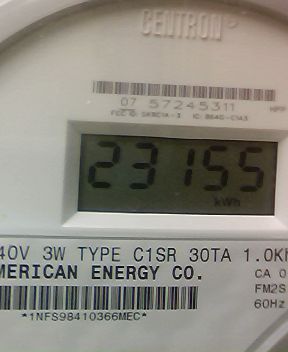 CENTRON
07 57245311
23155
kWh
40V 3W TYPE C1SR 30TA 1.0Kh
MERICAN ENERGY CO.
CA 0
FM2S
60Hz
*1NFS98410366MEC*